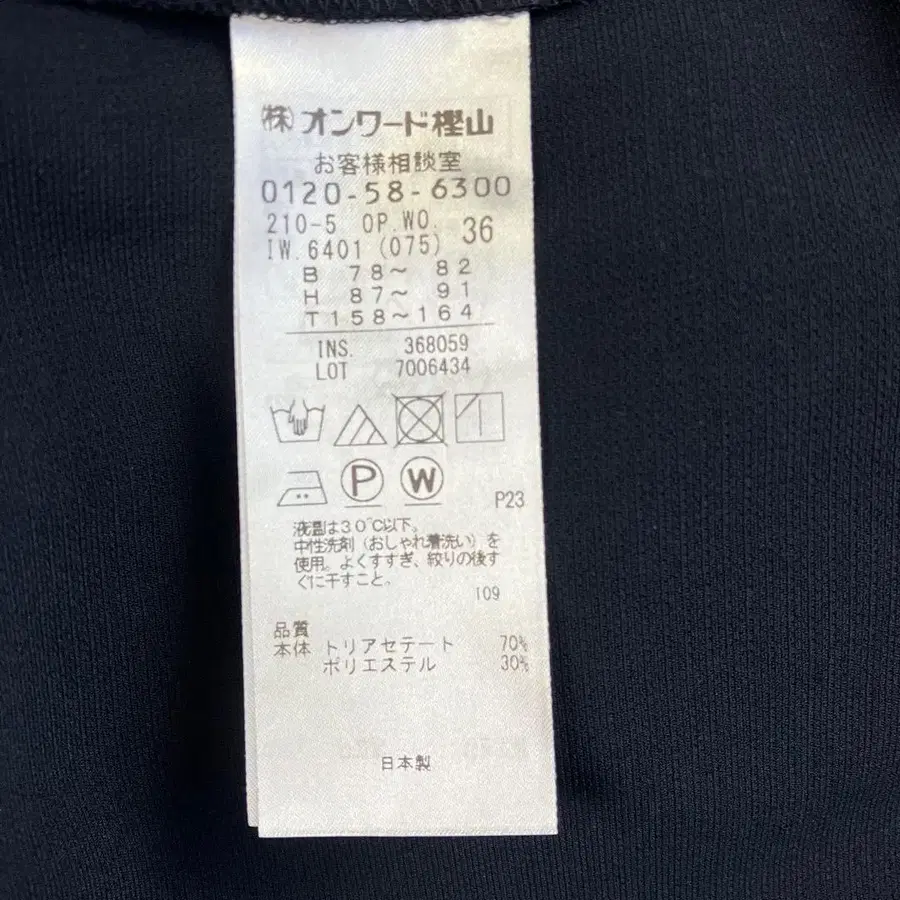 ㈱オンワード樫山
お客様相談室
0120-58-6300
210-5 OP.WO. 36
IW.6401 (075)
B 78～ 82
H 87～ 91
T158～164
INS. 368059
LOT 7006434
P W
P23
液温は30℃以下。
中性洗剤（おしゃれ着洗い）を
使用。よくすすぎ、絞りの後す
ぐに干すこと。
109
品質
本体 トリアセテート 70%
ポリエステル 30%
日本製